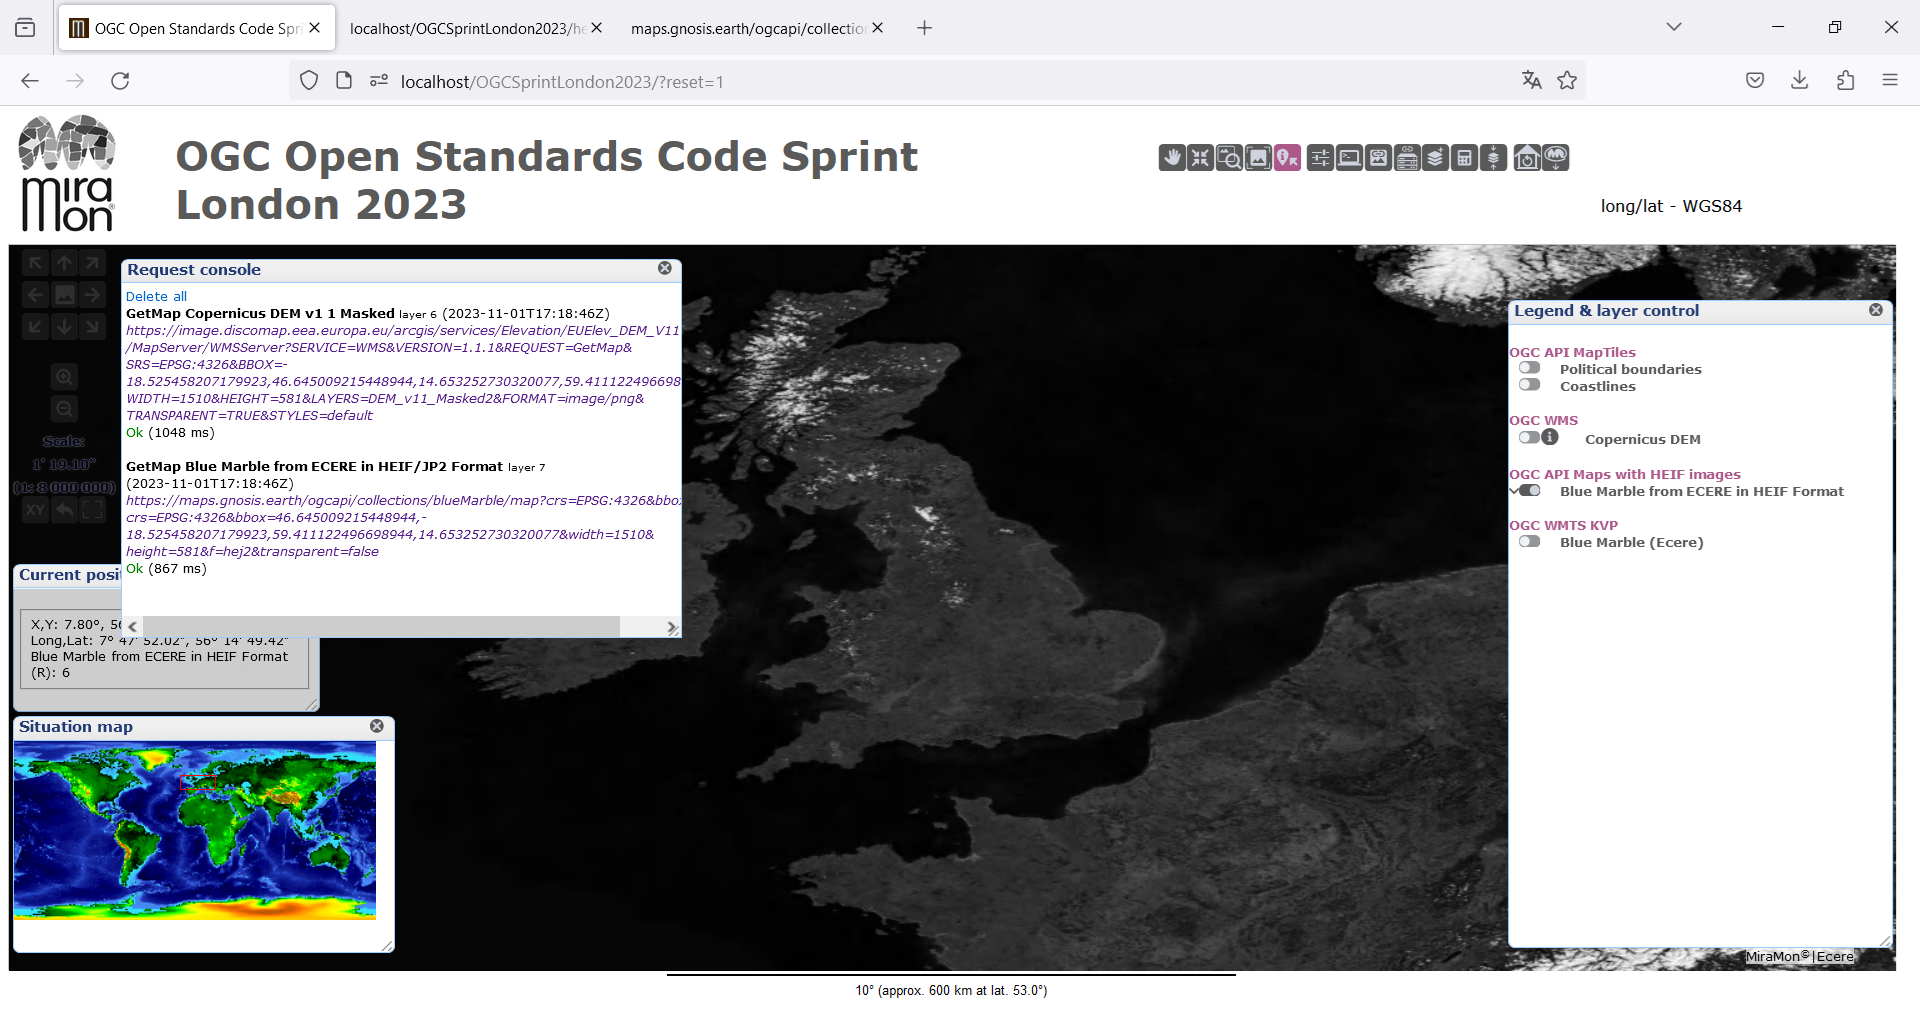 OGC Open Standards Code Spri
localhost/OGCSprintLondon2023/he
maps.gnosis.earth/ogcapi/collectio
localhost/OGCSprintLondon2023/?reset=1
mira
mon®
OGC Open Standards Code Sprint
London 2023
long/lat - WGS84
Request console
Delete all
GetMap Copernicus DEM v1 1 Masked layer 6 (2023-11-01T17:18:46Z)
https://image.discomap.eea.europa.eu/arcgis/services/Elevation/EUElev_DEM_V11
/MapServer/WMSServer?SERVICE=WMS&VERSION=1.1.1&REQUEST=GetMap&
SRS=EPSG:4326&BBOX=-
18.525458207179923,46.645009215448944,14.653252730320077,59.411122496698
WIDTH=1510&HEIGHT=581&LAYERS=DEM_v11_Masked2&FORMAT=image/png&
TRANSPARENT=TRUE&STYLES=default
Ok (1048 ms)
GetMap Blue Marble from ECERE in HEIF/JP2 Format layer 7
(2023-11-01T17:18:46Z)
https://maps.gnosis.earth/ogcapi/collections/blueMarble/map?crs=EPSG:4326&bbox
crs=EPSG:4326&bbox=46.645009215448944,-
18.525458207179923,59.411122496698944,14.653252730320077&width=1510&
height=581&f=hej2&transparent=false
Ok (867 ms)
Scale:
1' 19.10"
(1: 8 000 000)
XY
Current posit
X,Y: 7.80°, 56
Long,Lat: 7° 47' 52.02", 56° 14' 49.42"
Blue Marble from ECERE in HEIF Format
(R): 6
Situation map
Legend & layer control
OGC API MapTiles
Political boundaries
Coastlines
OGC WMS
Copernicus DEM
OGC API Maps with HEIF images
Blue Marble from ECERE in HEIF Format
OGC WMTS KVP
Blue Marble (Ecere)
MiraMon©|Ecere
10° (approx. 600 km at lat. 53.0°)